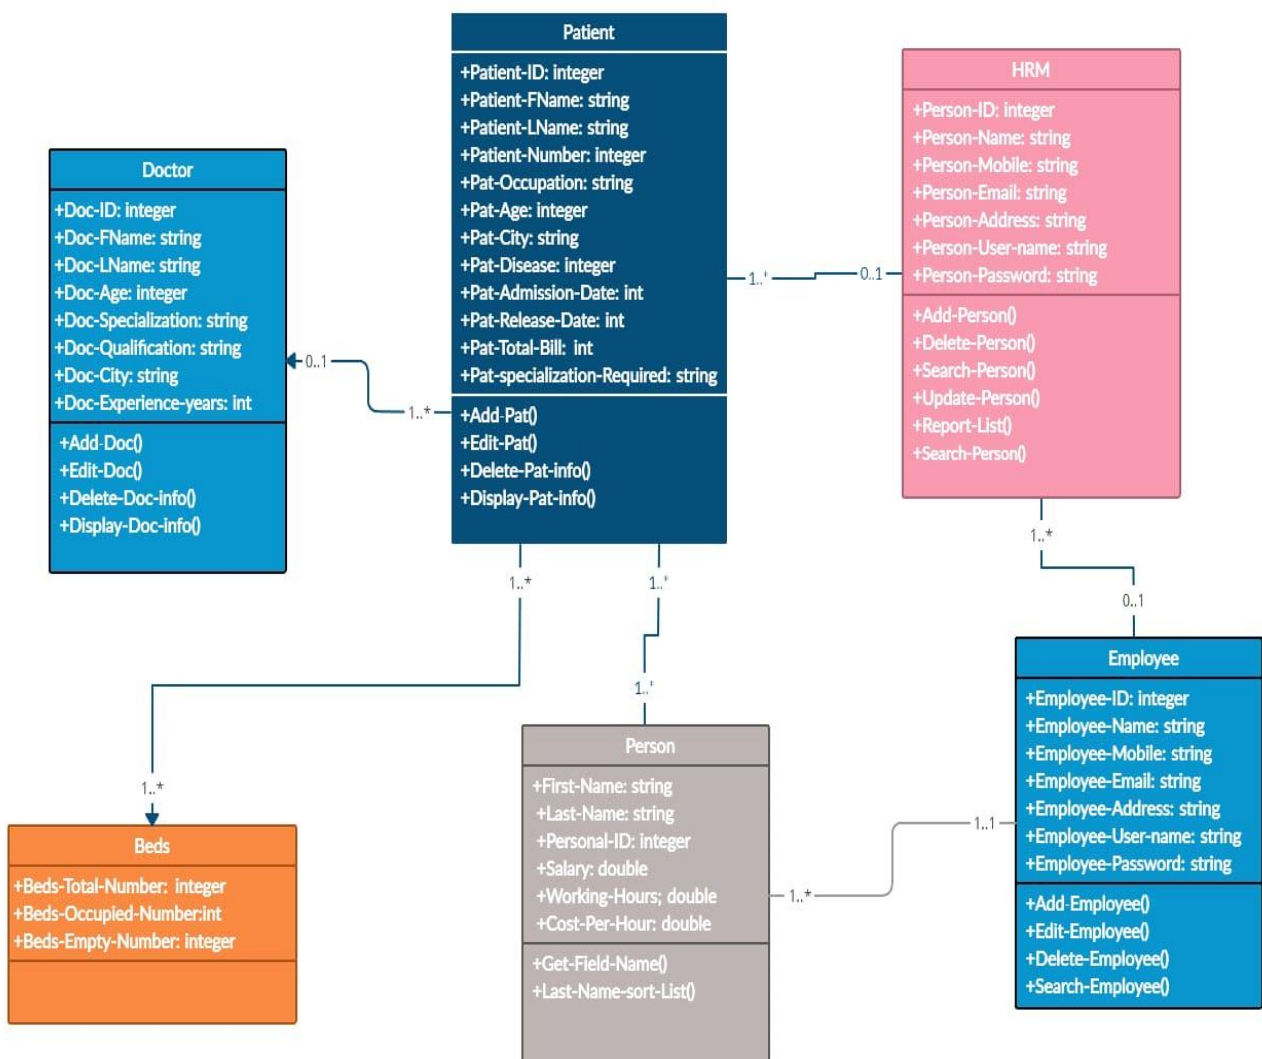 Patient
+Patient-ID: integer
+Patient-FName: string
+Patient-LName: string
+Patient-Number: integer
+Pat-Occupation: string
+Pat-Age: integer
+Pat-City: string
+Pat-Disease: integer
+Pat-Admission-Date: int
+Pat-Release-Date: int
+Pat-Total-Bill: int
+Pat-specialization-Required: string
+Add-Pat()
+Edit-Pat()
+Delete-Pat-info()
+Display-Pat-info()
HRM
+Person-ID: integer
+Person-Name: string
+Person-Mobile: string
+Person-Email: string
+Person-Address: string
+Person-User-name: string
+Person-Password: string
+Add-Person()
+Delete-Person()
+Search-Person()
+Update-Person()
+Report-List()
+Search-Person()
Doctor
+Doc-ID: integer
+Doc-FName: string
+Doc-LName: string
+Doc-Age: integer
+Doc-Specialization: string
+Doc-Qualification: string
+Doc-City: string
+Doc-Experience-years: int
+Add-Doc()
+Edit-Doc()
+Delete-Doc-info()
+Display-Doc-info()
1..*
0..1
0..1
1..*
1..*
1..*
1..*
0..1
1..*
1..*
Employee
+Employee-ID: integer
+Employee-Name: string
+Employee-Mobile: string
+Employee-Email: string
+Employee-Address: string
+Employee-User-name: string
+Employee-Password: string
+Add-Employee()
+Edit-Employee()
+Delete-Employee()
+Search-Employee()
Person
+First-Name: string
+Last-Name: string
+Personal-ID: integer
+Salary: double
+Working-Hours; double
+Cost-Per-Hour: double
+Get-Field-Name()
+Last-Name-sort-List()
1..1
1..*
Beds
+Beds-Total-Number: integer
+Beds-Occupied-Number:int
+Beds-Empty-Number: integer